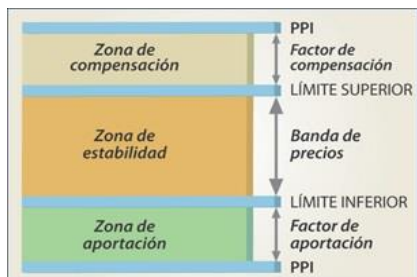 PPI
Zona de
compensación
Factor de
compensación
LÍMITE SUPERIOR
Zona de
estabilidad
Banda de
precios
LÍMITE INFERIOR
Zona de
aportación
Factor de
aportación
PPI